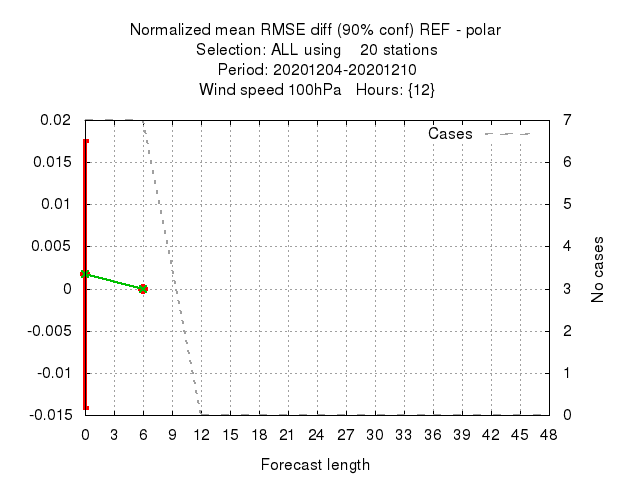 Normalized mean RMSE diff (90% conf) REF - polar
Selection: ALL using 20 stations
Period: 20201204-20201210
Wind speed 100hPa Hours: {12}
Cases
0.02
0.015
0.01
0.005
0
-0.005
-0.01
-0.015
7
6
5
4
3
2
1
0
No cases
0 3 6 9 12 15 18 21 24 27 30 33 36 39 42 45 48
Forecast length